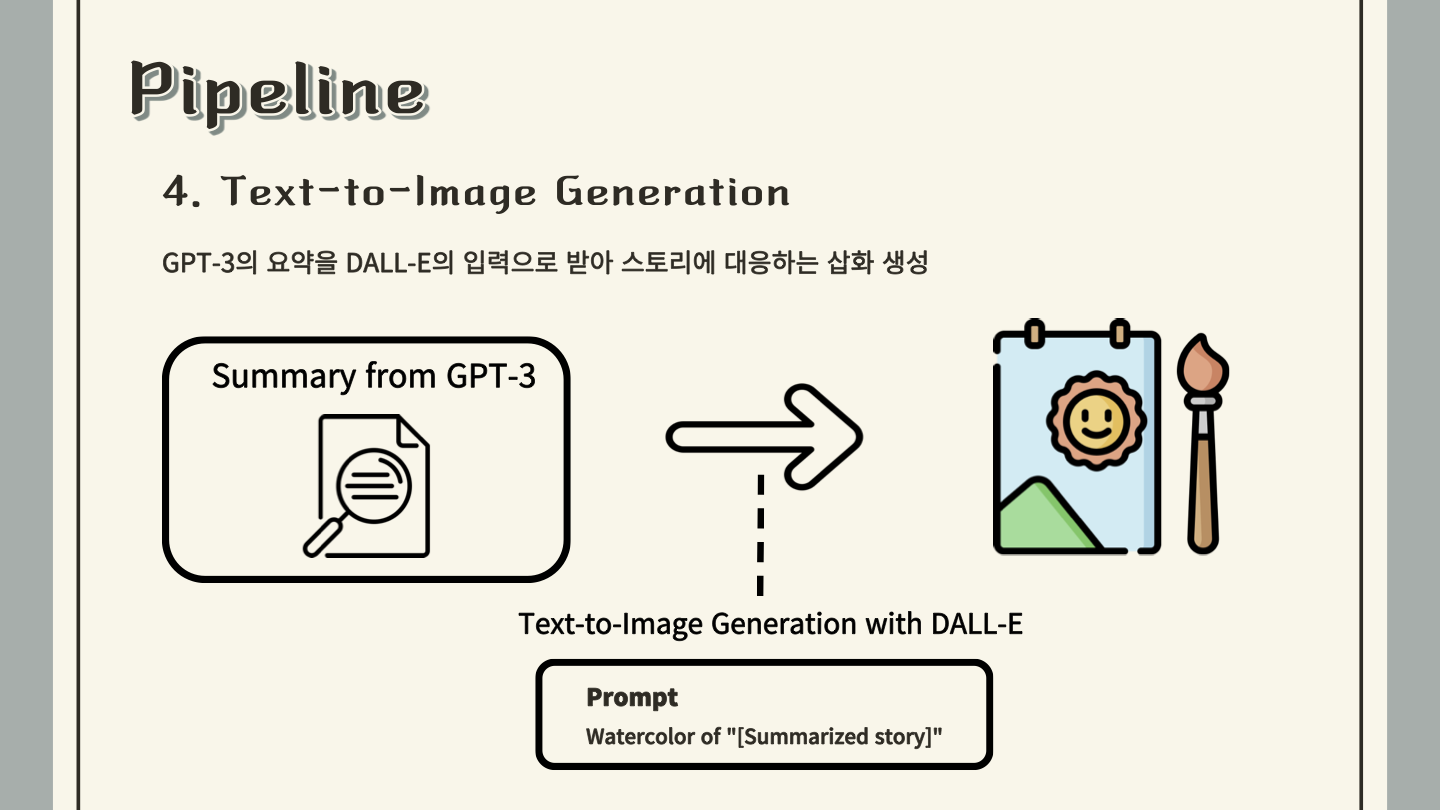 Pipeline
4. Text-to-Image Generation
GPT-3의 요약을 DALL-E의 입력으로 받아 스토리에 대응하는 삽화 생성
Summary from GPT-3
Text-to-Image Generation with DALL-E
Prompt
Watercolor of "[Summarized story]"